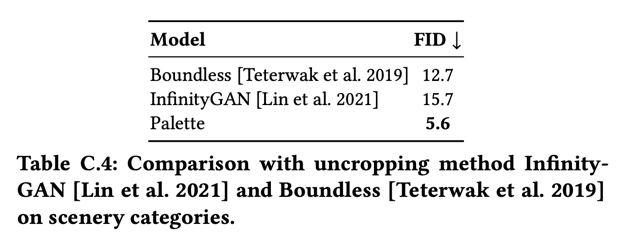 Model FID ↓
Boundless [Teterwak et al. 2019] 12.7
InfinityGAN [Lin et al. 2021] 15.7
Palette 5.6
Table C.4: Comparison with uncropping method Infinity-
GAN [Lin et al. 2021] and Boundless [Teterwak et al. 2019]
on scenery categories.